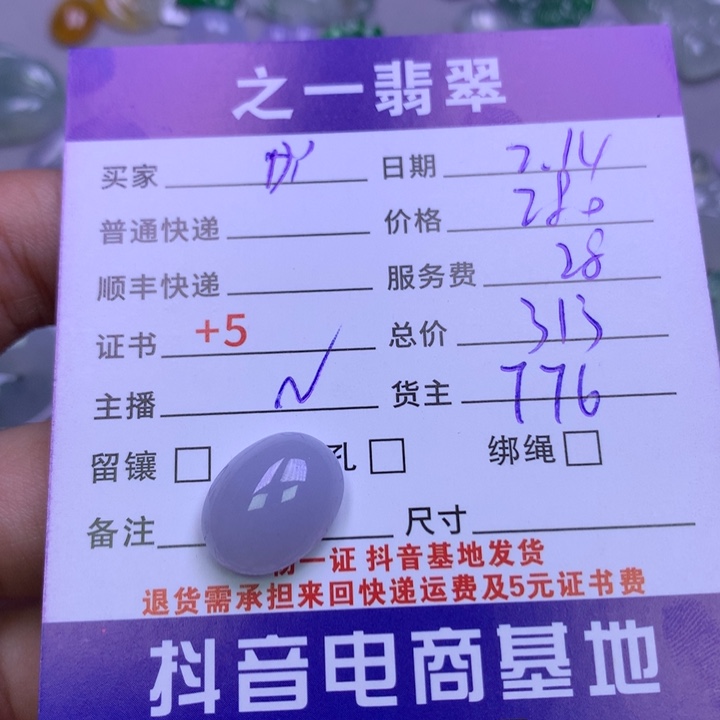 之一翡翠
买家 日期 7.14
普通快递 价格 280
顺丰快递 服务费 28
证书 +5 总价 313
主播 货主 776
留镶 孔 绑绳
备注 尺寸
一证 抖音基地发货
退货需承担来回快递运费及5元证书费
抖音电商基地